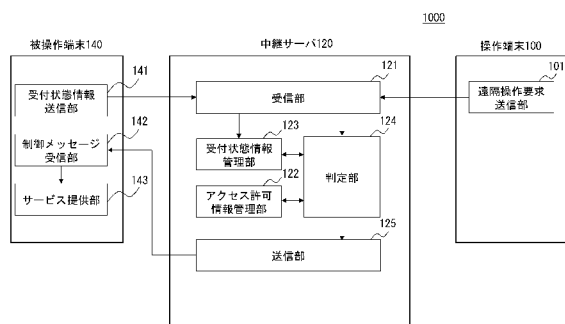 1000
被操作端末140
中継サーバ120
操作端末100
141
受付状態情報
送信部
142
制御メッセージ
受信部
143
サービス提供部
121
受信部
123
受付状態情報
管理部
122
アクセス許可
情報管理部
124
判定部
125
送信部
101
遠隔操作要求
送信部